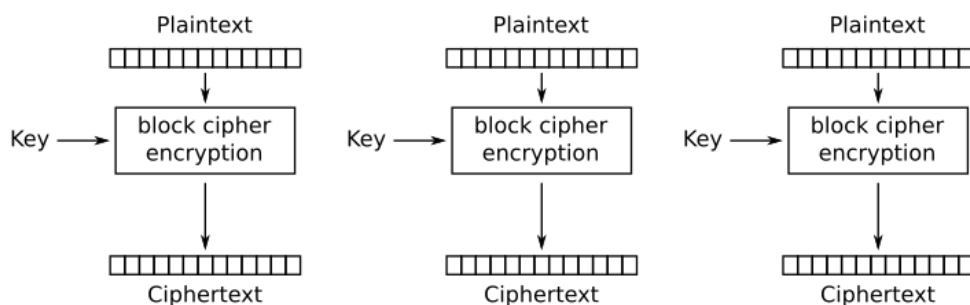 Plaintext Plaintext Plaintext
Key block cipher encryption Key block cipher encryption Key block cipher encryption
Ciphertext Ciphertext Ciphertext